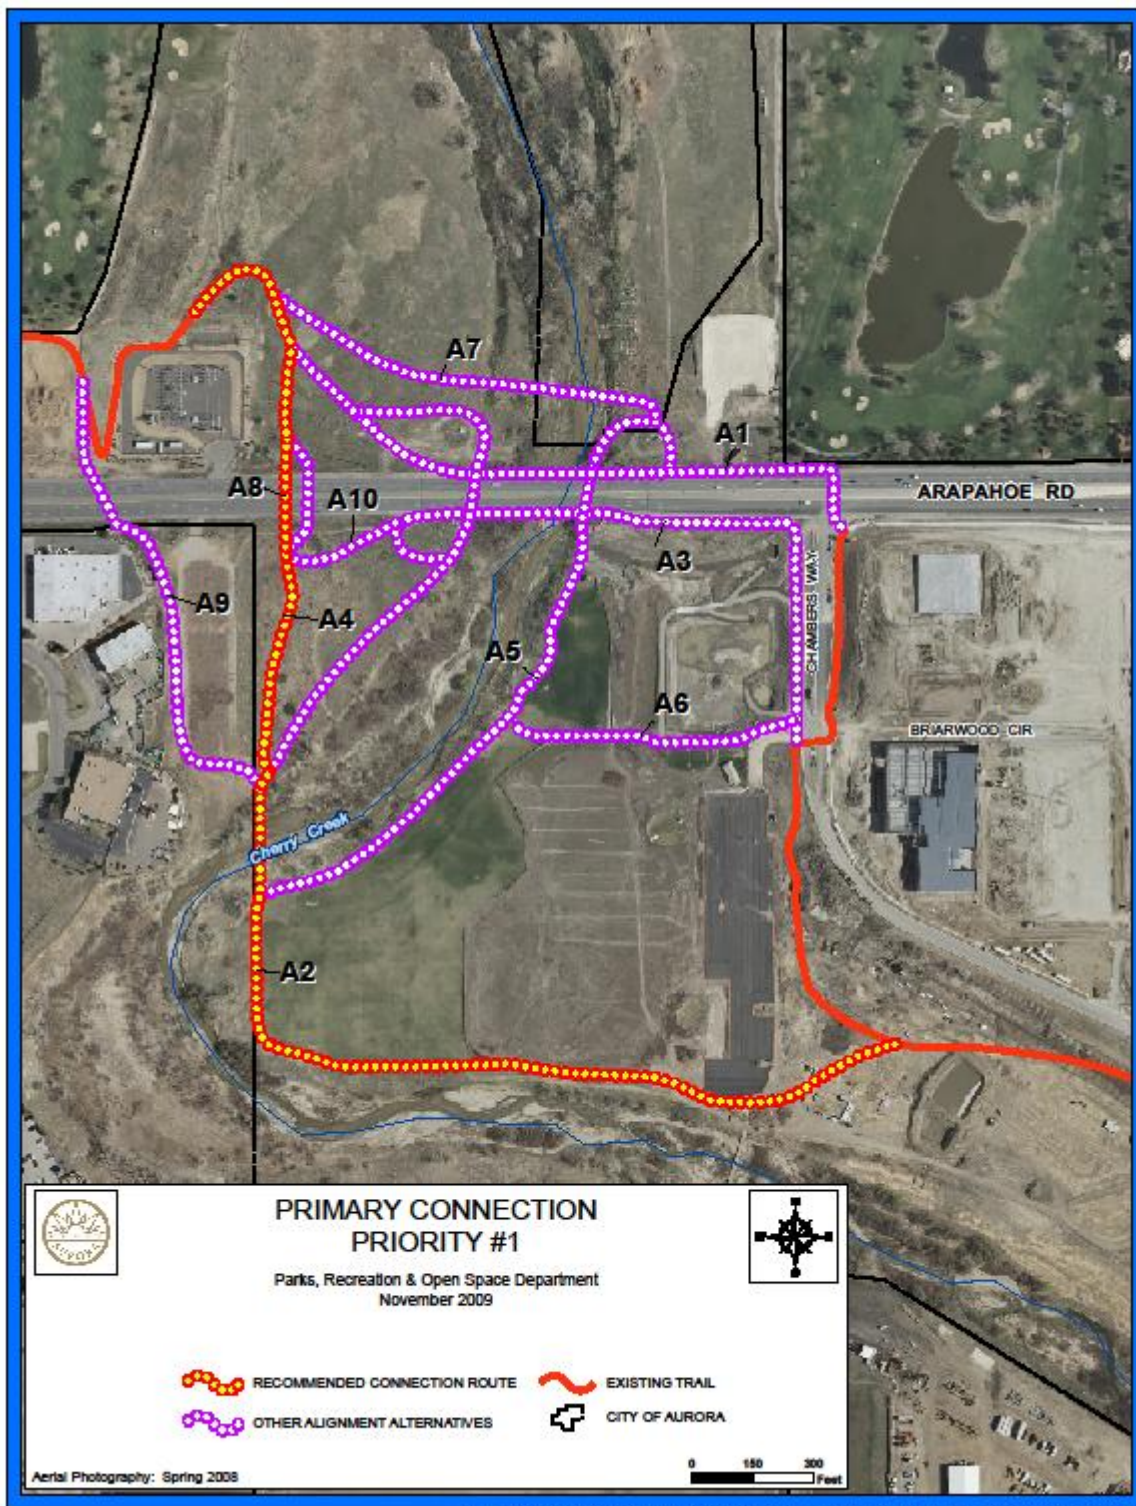 A7
A1
ARAPAHOE RD
A8
A10
A3
CHAMBERS WAY
A9
A4
A5
A6
BRIARWOOD CIR
Cherry Creek
A2
PRIMARY CONNECTION
PRIORITY #1
Parks, Recreation & Open Space Department
November 2009
RECOMMENDED CONNECTION ROUTE
EXISTING TRAIL
OTHER ALIGNMENT ALTERNATIVES
CITY OF AURORA
Aerial Photography: Spring 2008
0 150 300
Feet
AURORA